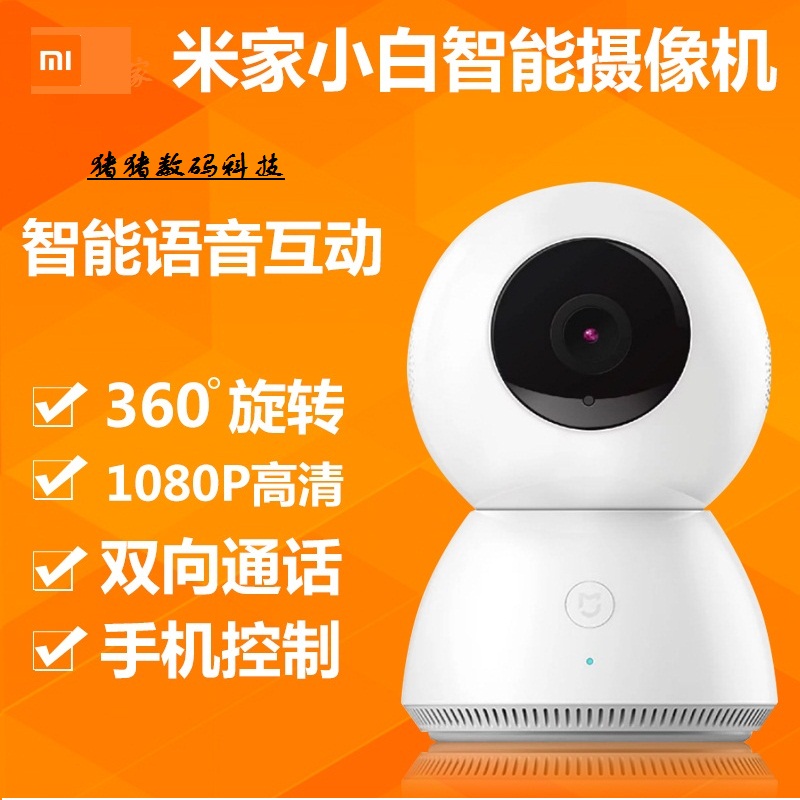 mi
家
米家小白智能摄像机
猪猪数码科技
智能语音互动
360°旋转
1080P高清
双向通话
手机控制